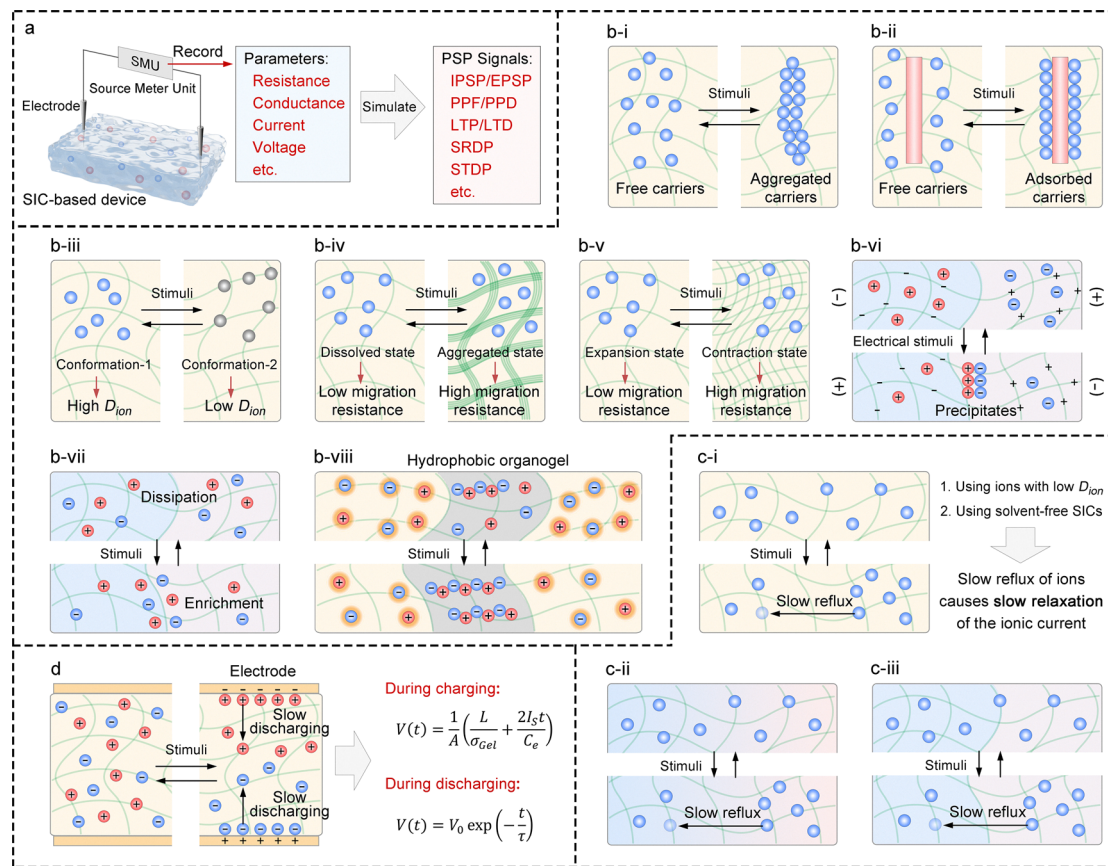 a
SMU
Record
Source Meter Unit
Electrode
SIC-based device
Parameters:
Resistance
Conductance
Current
Voltage
etc.
Simulate
PSP Signals:
IPSP/EPSP
PPF/PPD
LTP/LTD
SRDP
STDP
etc.
b-i
Stimuli
Free carriers
Aggregated
carriers
b-ii
Stimuli
Free carriers
Adsorbed
carriers
b-iii
Stimuli
Conformation-1
Conformation-2
High D_ion
Low D_ion
b-iv
Stimuli
Dissolved state
Aggregated state
Low migration
resistance
High migration
resistance
b-v
Stimuli
Expansion state
Contraction state
Low migration
resistance
High migration
resistance
b-vi
(-)
(+)
Electrical stimuli
(+)
(-)
Precipitates
b-vii
Dissipation
Stimuli
Enrichment
b-viii
Hydrophobic organogel
Stimuli
c-i
Stimuli
Slow reflux
1. Using ions with low D_ion
2. Using solvent-free SICs
Slow reflux of ions
causes slow relaxation
of the ionic current
d
Electrode
Slow
discharging
Stimuli
Slow
discharging
During charging:
V(t) = 1/A (L/σ_Gel + 2I_S t/C_e)
During discharging:
V(t) = V_0 exp (− t/τ)
c-ii
Stimuli
Slow reflux
c-iii
Stimuli
Slow reflux